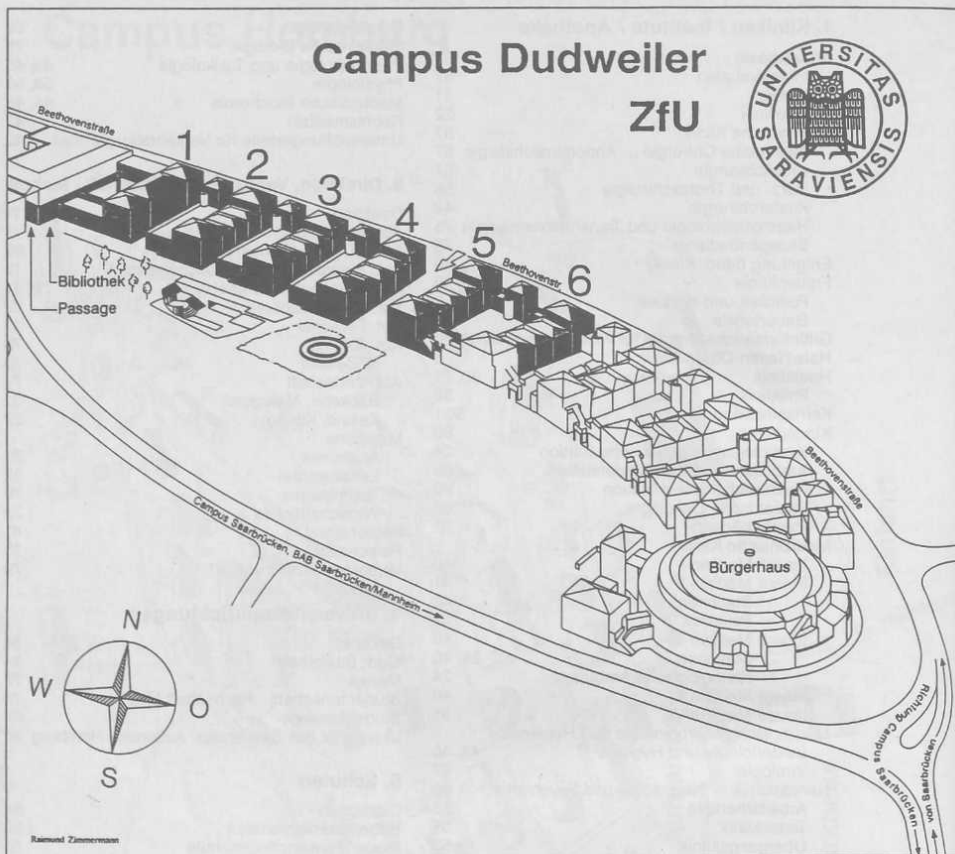 Campus Dudweiler
ZfU
UNIVERSITAS SARAVIENSIS
Beethovenstraße
1
2
3
4
5
6
Beethovenstr.
Bibliothek
Passage
Beethovenstraße
Bürgerhaus
Campus Saarbrücken, BAB Saarbrücken/Mannheim
N
W
O
S
Richtung Campus Saarbrücken
von Saarbrücken
Raimund Zimmermann